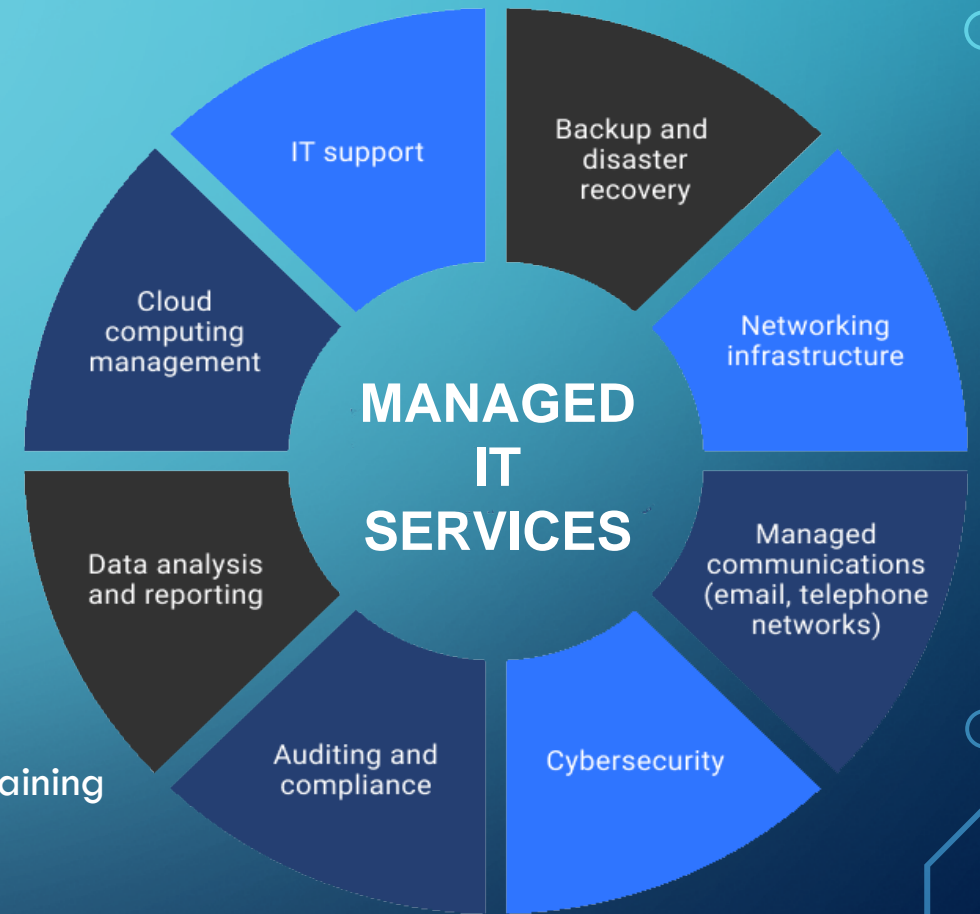 IT support
Backup and
disaster
recovery
Cloud
computing
management
Networking
infrastructure
MANAGED
IT
SERVICES
Data analysis
and reporting
Managed
communications
(email, telephone
networks)
Auditing and
compliance
Cybersecurity
aining